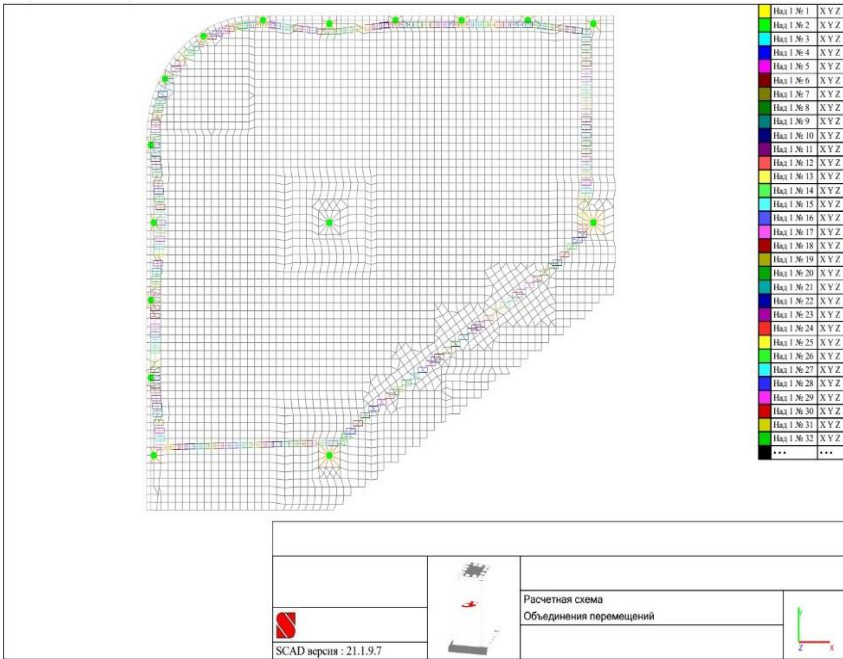 Над 1 № 1 X Y Z
Над 1 № 2 X Y Z
Над 1 № 3 X Y Z
Над 1 № 4 X Y Z
Над 1 № 5 X Y Z
Над 1 № 6 X Y Z
Над 1 № 7 X Y Z
Над 1 № 8 X Y Z
Над 1 № 9 X Y Z
Над 1 № 10 X Y Z
Над 1 № 11 X Y Z
Над 1 № 12 X Y Z
Над 1 № 13 X Y Z
Над 1 № 14 X Y Z
Над 1 № 15 X Y Z
Над 1 № 16 X Y Z
Над 1 № 17 X Y Z
Над 1 № 18 X Y Z
Над 1 № 19 X Y Z
Над 1 № 20 X Y Z
Над 1 № 21 X Y Z
Над 1 № 22 X Y Z
Над 1 № 23 X Y Z
Над 1 № 24 X Y Z
Над 1 № 25 X Y Z
Над 1 № 26 X Y Z
Над 1 № 27 X Y Z
Над 1 № 28 X Y Z
Над 1 № 29 X Y Z
Над 1 № 30 X Y Z
Над 1 № 31 X Y Z
Над 1 № 32 X Y Z
... ...
Расчетная схема
Объединения перемещений
SCAD версия : 21.1.9.7
Y
Z X